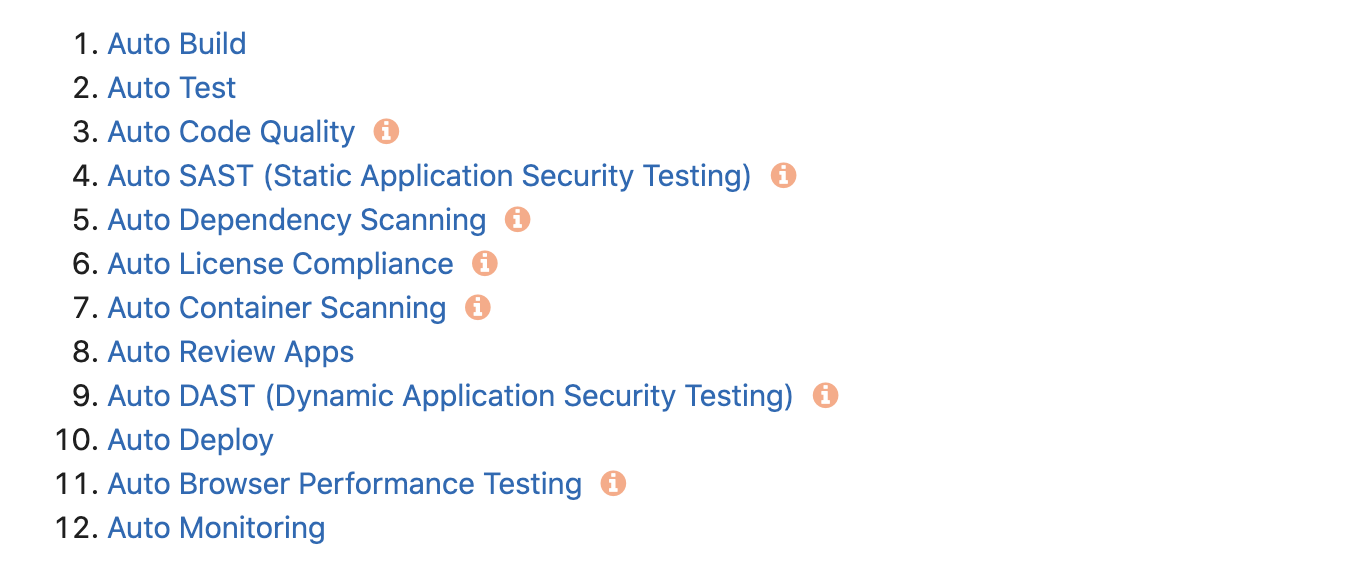 1. Auto Build
2. Auto Test
3. Auto Code Quality
4. Auto SAST (Static Application Security Testing)
5. Auto Dependency Scanning
6. Auto License Compliance
7. Auto Container Scanning
8. Auto Review Apps
9. Auto DAST (Dynamic Application Security Testing)
10. Auto Deploy
11. Auto Browser Performance Testing
12. Auto Monitoring